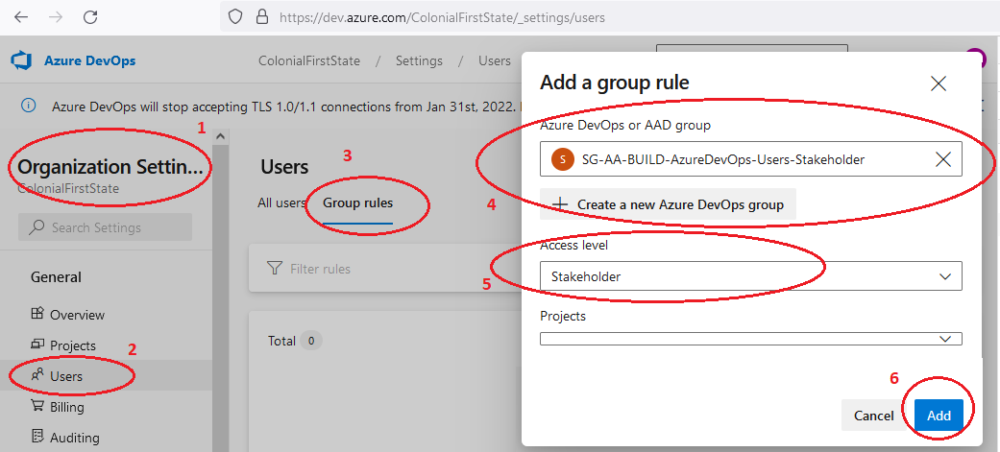 https://dev.azure.com/ColonialFirstState/_settings/users
Azure DevOps
ColonialFirstState / Settings / Users
Azure DevOps will stop accepting TLS 1.0/1.1 connections from Jan 31st, 2022.
1
Organization Settin...
ColonialFirstState
Search Settings
General
Overview
Projects
2
Users
Billing
Auditing
Users
3
All users
Group rules
Filter rules
Total 0
Add a group rule
Azure DevOps or AAD group
S SG-AA-BUILD-AzureDevOps-Users-Stakeholder
4
+ Create a new Azure DevOps group
Access level
5
Stakeholder
Projects
6
Cancel
Add